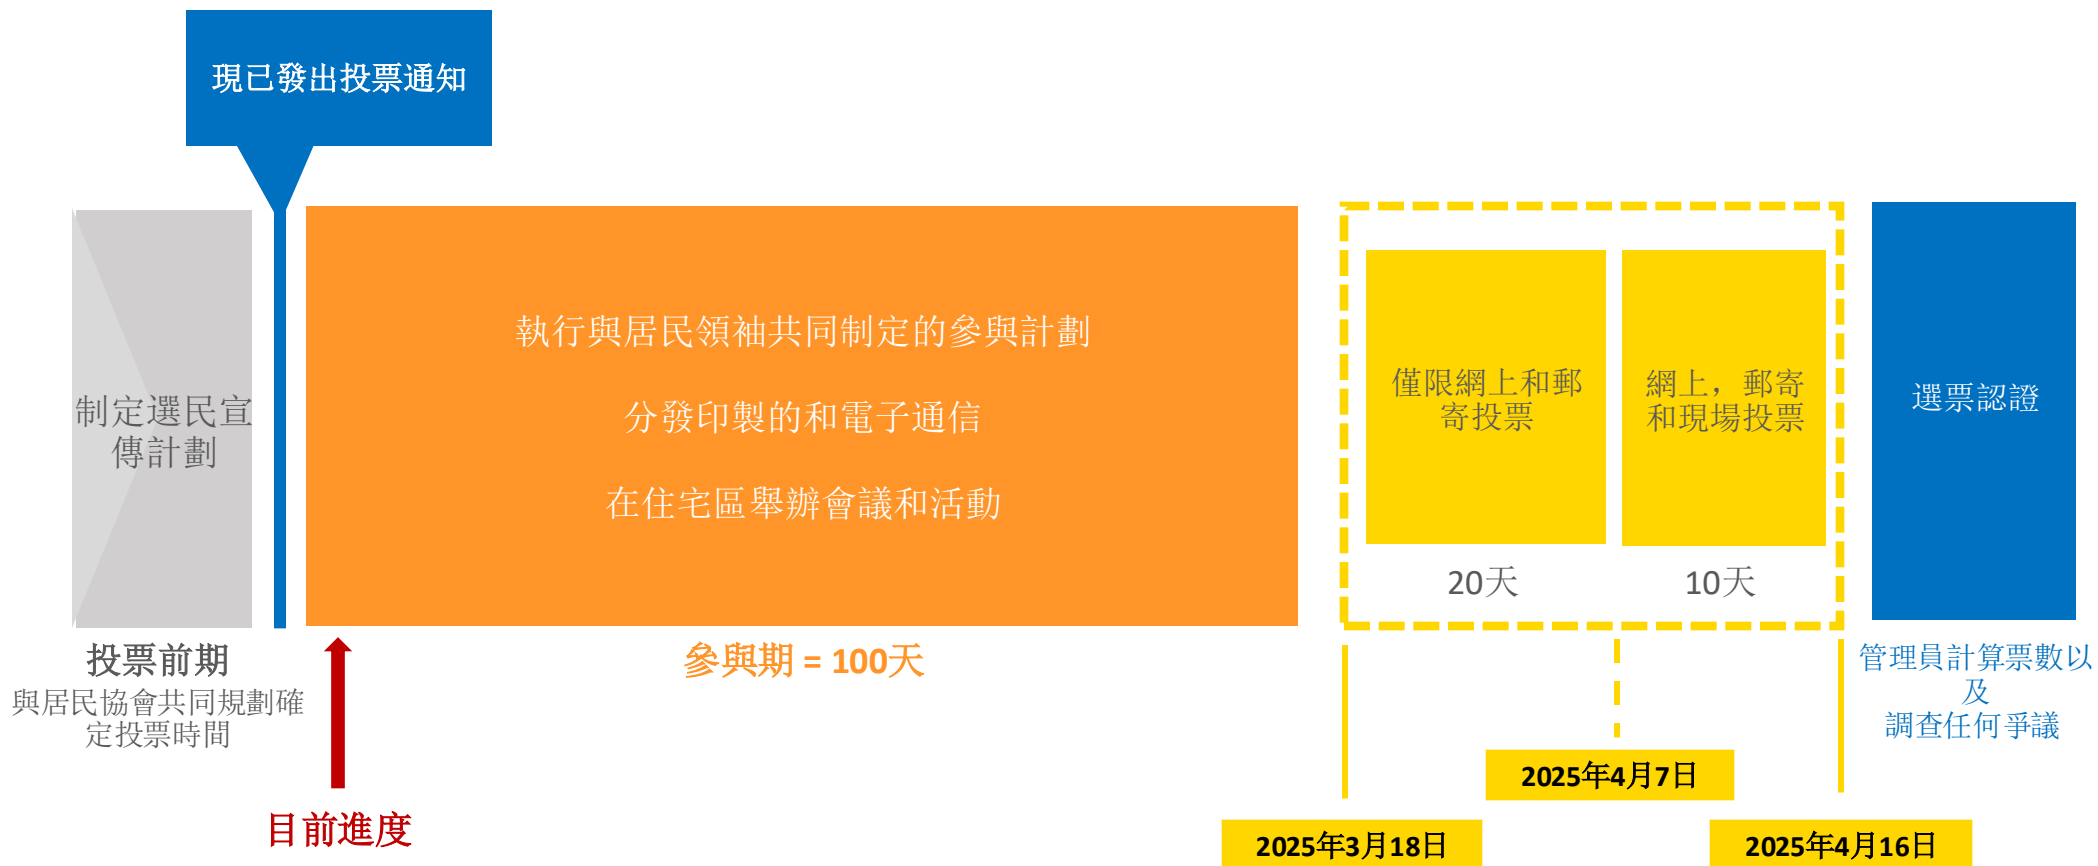 現已發出投票通知
制定選民宣
傳計劃
投票前期
與居民協會共同規劃確
定投票時間
目前進度
執行與居民領袖共同制定的參與計劃
分發印製的和電子通信
在住宅區舉辦會議和活動
參與期 = 100天
僅限網上和郵
寄投票
20天
網上，郵寄
和現場投票
10天
2025年3月18日
2025年4月7日
2025年4月16日
選票認證
管理員計算票數以
及
調查任何爭議